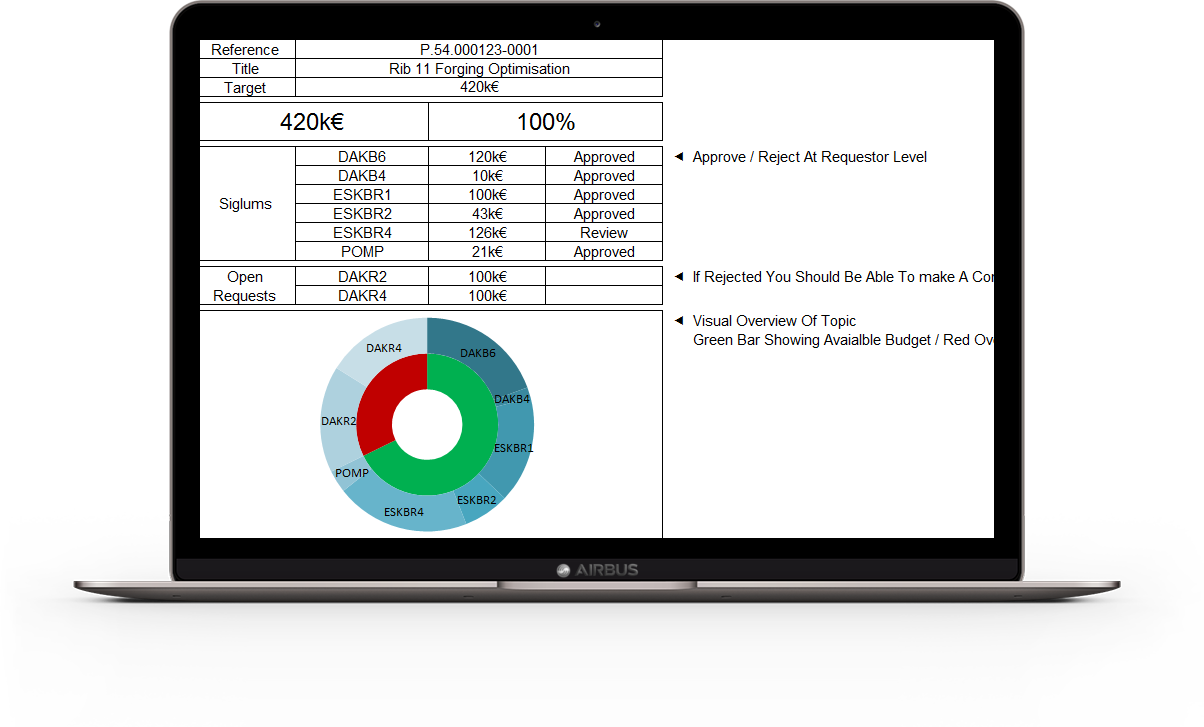 Reference P.54.000123-0001
Title Rib 11 Forging Optimisation
Target 420k€
420k€ 100%
Siglums
DAKB6 120k€ Approved
DAKB4 10k€ Approved
ESKBR1 100k€ Approved
ESKBR2 43k€ Approved
ESKBR4 126k€ Review
POMP 21k€ Approved
Open
Requests
DAKR2 100k€
DAKR4 100k€
◄ Approve / Reject At Requestor Level
◄ If Rejected You Should Be Able To make A Cor
◄ Visual Overview Of Topic
Green Bar Showing Avaialble Budget / Red Ov
DAKR4
DAKB6
DAKB4
DAKR2
ESKBR1
POMP
ESKBR2
ESKBR4
AIRBUS